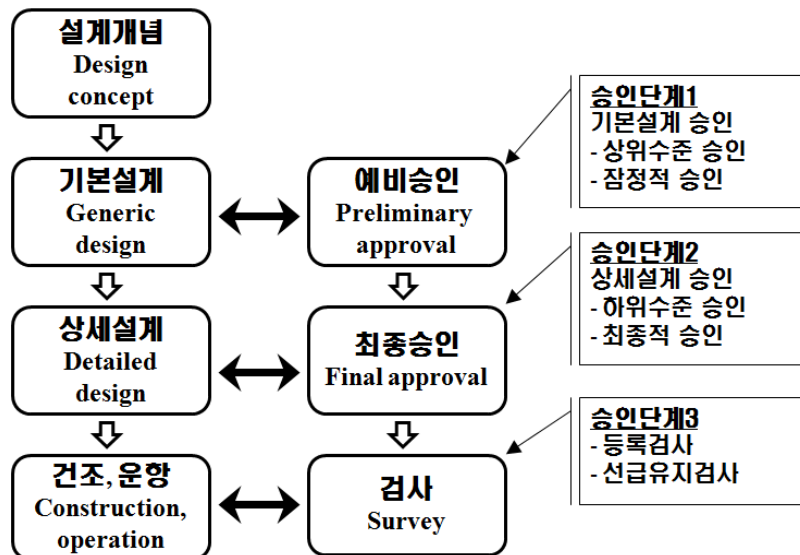 설계개념
Design
concept
기본설계
Generic
design
예비승인
Preliminary
approval
승인단계1
기본설계 승인
- 상위수준 승인
- 잠정적 승인
상세설계
Detailed
design
최종승인
Final approval
승인단계2
상세설계 승인
- 하위수준 승인
- 최종적 승인
건조, 운항
Construction,
operation
검사
Survey
승인단계3
- 등록검사
- 선급유지검사